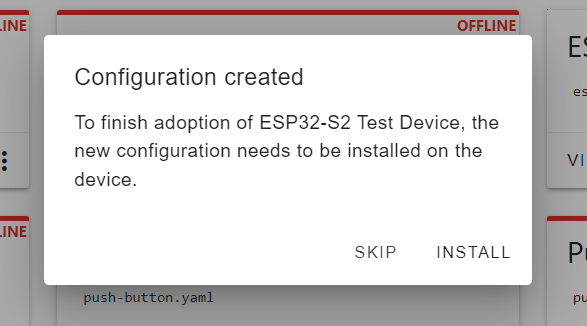 LINE
OFFLINE
Configuration created
To finish adoption of ESP32-S2 Test Device, the
new configuration needs to be installed on the
device.
SKIP
INSTALL
LINE
push-button.yaml
ES
es
VI
Pu
pu